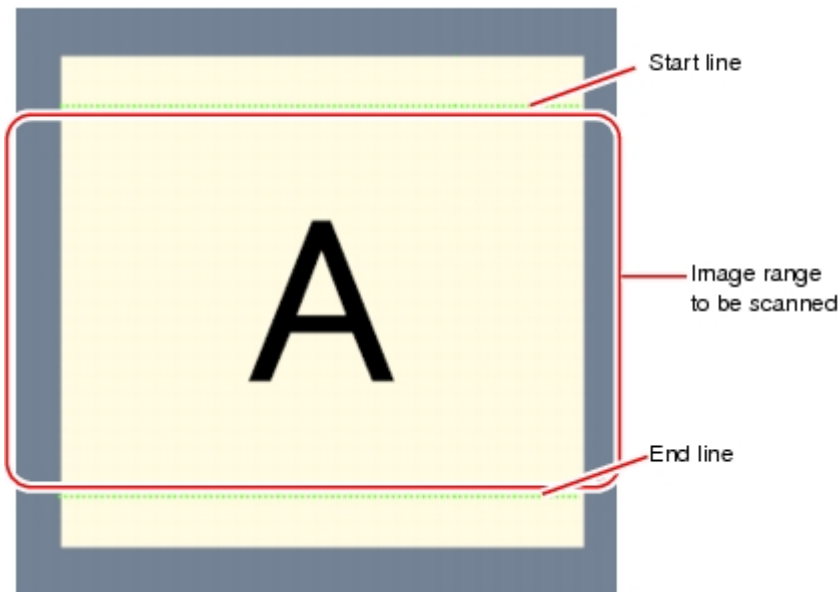 Start line
A
Image range
to be scanned
End line